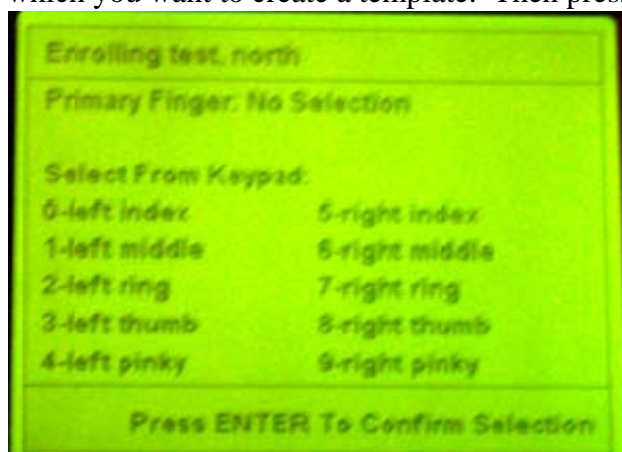 which you want to create a template. Then press
Enrolling test, north
Primary Finger: No Selection
Select From Keypad:
0-left index 5-right index
1-left middle 6-right middle
2-left ring 7-right ring
3-left thumb 8-right thumb
4-left pinky 9-right pinky
Press ENTER To Confirm Selection